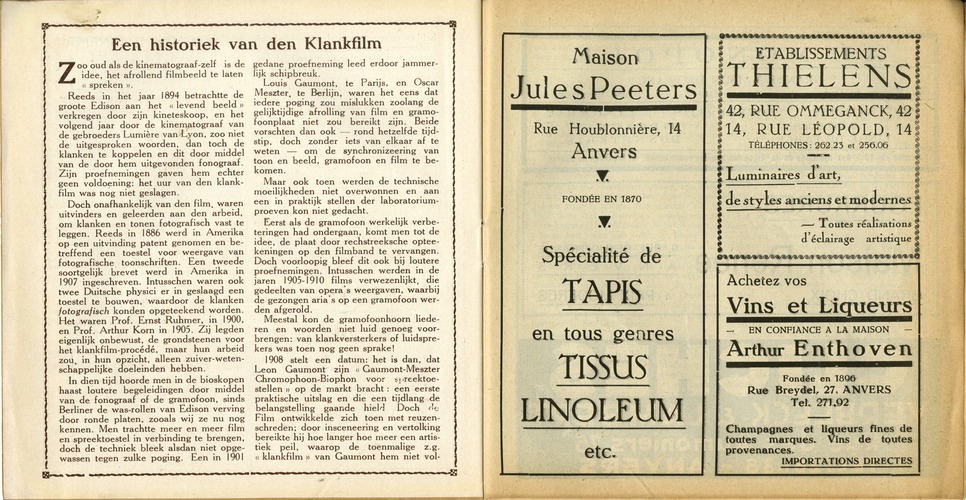 Een historiek van den Klankfilm
Zoo oud als de kinematograaf-zelf is de
idee, het afrollend filmbeeld te laten
« spreken ».
Reeds in het jaar 1894 betrachtte de
groote Edison aan het « levend beeld »
verkregen door zijn kineteskoop, en het
volgend jaar door de kinematograaf van
de gebroeders Lumière van Lyon, zoo niet
de uitgesproken woorden, dan toch de
klanken te koppelen en dit door middel
van de door hem uitgevonden fonograaf.
Zijn proefnemingen gaven hem echter
geen voldoening: het uur van den klank-
film was nog niet geslagen.
Doch onafhankelijk van den film, waren
uitvinders en geleerden aan den arbeid,
om klanken en tonen fotografisch vast te
leggen. Reeds in 1886 werd in Amerika
op een uitvinding patent genomen en be-
treffend een toestel voor weergave van
fotografische toonschriften. Een tweede
soortgelijk brevet werd in Amerika in
1907 ingeschreven. Intusschen waren ook
twee Duitsche physici er in geslaagd een
toestel te bouwen, waardoor de klanken
fotografisch konden opgeteekend worden.
Het waren Prof. Ernst Ruhmer, in 1900,
en Prof. Arthur Korn in 1905. Zij legden
eigenlijk onbewust, de grondsteenen voor
het klankfilm-procédé, maar hun arbeid
zou, in hun opzicht, alleen zuiver-weten-
schappelijke doeleinden hebben.
In dien tijd hoorde men in de bioskopen
haast loutere begeleidingen door middel
van de fonograaf of de gramofoon, sinds
Berliner de was-rollen van Edison verving
door ronde platen, zooals wij ze nu nog
kennen. Men trachtte meer en meer film
en spreektoestel in verbinding te brengen,
doch de techniek bleek alsdan niet opge-
wassen tegen zulke poging. Een in 1901
gedane proefneming leed erdoor jammer-
lijk schipbreuk.
Louis Gaumont, te Parijs, en Oscar
Meszter, te Berlijn, waren het eens dat
iedere poging zou mislukken zoolang de
gelijktijdige afrolling van film en gramo-
foonplaat niet zou bereikt zijn. Beide
vorschten dan ook — rond hetzelfde tijd-
stip, doch zonder iets van elkaar af te
weten — om de synchronizeering van
toon en beeld, gramofoon en film te be-
komen.
Maar ook toen werden de technische
moeilijkheden niet overwonnen en aan
een in praktijk stellen der laboratorium-
proeven kon niet gedacht.
Eerst als de gramofoon werkelijk verbe-
teringen had ondergaan, komt men tot de
idee, de plaat door rechtstreeksche optee-
keningen op den filmband te vervangen.
Doch voorloopig bleef dit ook bij loutere
proefnemingen. Intusschen werden in de
jaren 1905-1910 films verwezenlijkt, die
gedeelten van opera's weergaven, waarbij
de gezongen aria's op een gramofoon wer-
den afgerold.
Meestal kon de gramofoonhoorn liede-
ren en woorden niet luid genoeg voor-
brengen: van klankversterkers of luidspre-
kers was toen nog geen sprake!
1908 stelt een datum: het is dan, dat
Leon Gaumont zijn « Gaumont-Meszter
Chromophoon-Biophon voor spreektoe-
stellen » op de markt bracht: een eerste
praktische uitslag en die een tijdlang de
belangstelling gaande hield. Doch de
Film ontwikkelde zich toen met reuzen-
schreden; door insceneering en vertolking
bereikte hij hoe langer hoe meer een artis-
tiek peil, waarop de toenmalige z.g.
« klankfilm » van Gaumont hem niet vol-
Maison
Jules Peeters
Rue Houblonnière, 14
Anvers
FONDÉE EN 1870
Spécialité de
TAPIS
en tous genres
TISSUS
LINOLEUM
etc.
ETABLISSEMENTS
THIELENS
42, RUE OMMEGANCK, 42
14, RUE LÉOPOLD, 14
TÉLÉPHONES: 262.23 et 256.06
Luminaires d'art,
de styles anciens et modernes
— Toutes réalisations
d'éclairage artistique
Achetez vos
Vins et Liqueurs
— EN CONFIANCE A LA MAISON —
Arthur Enthoven
Fondée en 1896
Rue Breydel, 27. ANVERS
Tel. 271,92
Champagnes et liqueurs fines de
toutes marques. Vins de toutes
provenances.
IMPORTATIONS DIRECTES